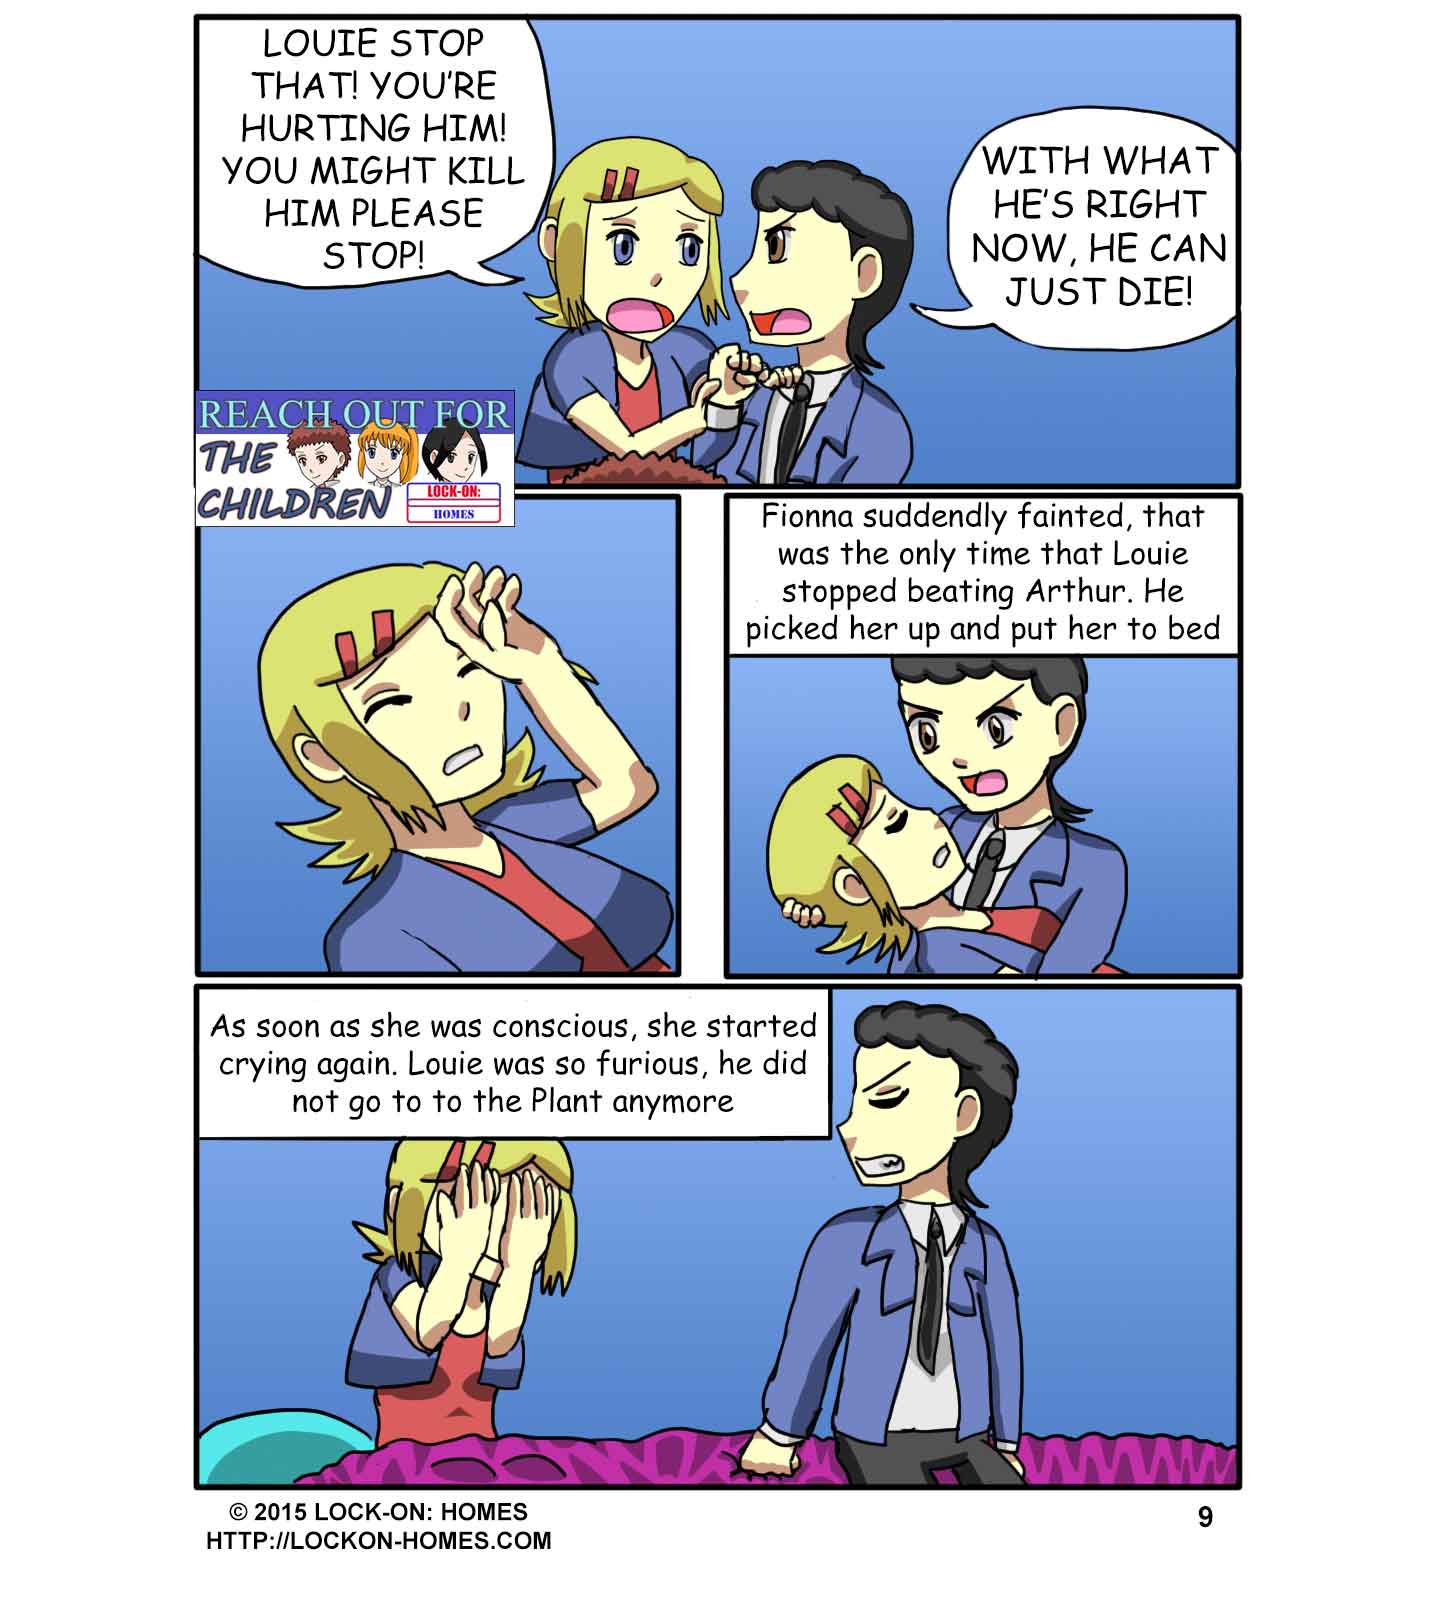 LOUIE STOP
THAT! YOU'RE
HURTING HIM!
YOU MIGHT KILL
HIM PLEASE
STOP!
WITH WHAT
HE'S RIGHT
NOW, HE CAN
JUST DIE!
REACH OUT FOR
THE
CHILDREN
LOCK-ON:
HOMES
Fionna suddendly fainted, that
was the only time that Louie
stopped beating Arthur. He
picked her up and put her to bed
As soon as she was conscious, she started
crying again. Louie was so furious, he did
not go to to the Plant anymore
© 2015 LOCK-ON: HOMES
HTTP://LOCKON-HOMES.COM
9